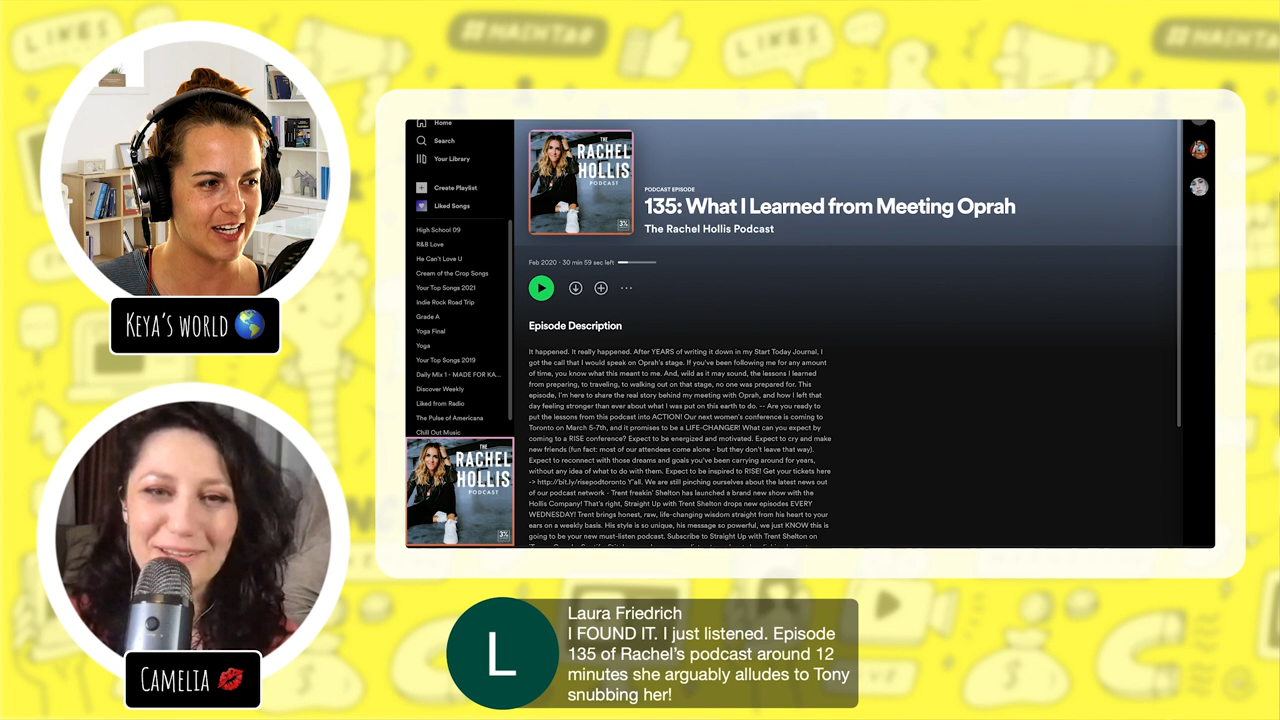 LIKES
#HASHTAG
LIKES
#HASHTAG
KEYA'S WORLD 🌎
CAMELIA 💋
Home
Search
Your Library
Create Playlist
Liked Songs
High School 09
R&B Love
He Can't Love U
Cream of the Crop Songs
Your Top Songs 2021
Indie Rock Road Trip
Grade A
Yoga Final
Yoga
Your Top Songs 2019
Daily Mix 1 - MADE FOR KA...
Discover Weekly
Liked from Radio
The Pulse of Americana
Chill Out Music
THE
RACHEL
HOLLIS
PODCAST
THE
RACHEL
HOLLIS
PODCAST
PODCAST EPISODE
135: What I Learned from Meeting Oprah
The Rachel Hollis Podcast
Feb 2020 · 30 min 59 sec left
Episode Description
It happened. It really happened. After YEARS of writing it down in my Start Today Journal, I
got the call that I would speak on Oprah's stage. If you've been following me for any amount
of time, you know what this meant to me. And, wild as it may sound, the lessons I learned
from preparing, to traveling, to walking out on that stage, no one was prepared for. This
episode, I'm here to share the real story behind my meeting with Oprah, and how I left that
day feeling stronger than ever about what I was put on this earth to do. -- Are you ready to
put the lessons from this podcast into ACTION! Our next women's conference is coming to
Toronto on March 5-7th, and it promises to be a LIFE-CHANGER! What can you expect by
coming to a RISE conference? Expect to be energized and motivated. Expect to cry and make
new friends (fun fact: most of our attendees come alone - but they don't leave that way).
Expect to reconnect with those dreams and goals you've been carrying around for years,
without any idea of what to do with them. Expect to be inspired to RISE! Get your tickets here
-> http://bit.ly/risepodtoronto Y'all. We are still pinching ourselves about the latest news out
of our podcast network - Trent freakin' Shelton has launched a brand new show with the
Hollis Company! That's right, Straight Up with Trent Shelton drops new episodes EVERY
WEDNESDAY! Trent brings honest, raw, life-changing wisdom straight from his heart to your
ears on a weekly basis. His style is so unique, his message so powerful, we just KNOW this is
going to be your new must-listen podcast. Subscribe to Straight Up with Trent Shelton on
L
Laura Friedrich
I FOUND IT. I just listened. Episode
135 of Rachel's podcast around 12
minutes she arguably alludes to Tony
snubbing her!